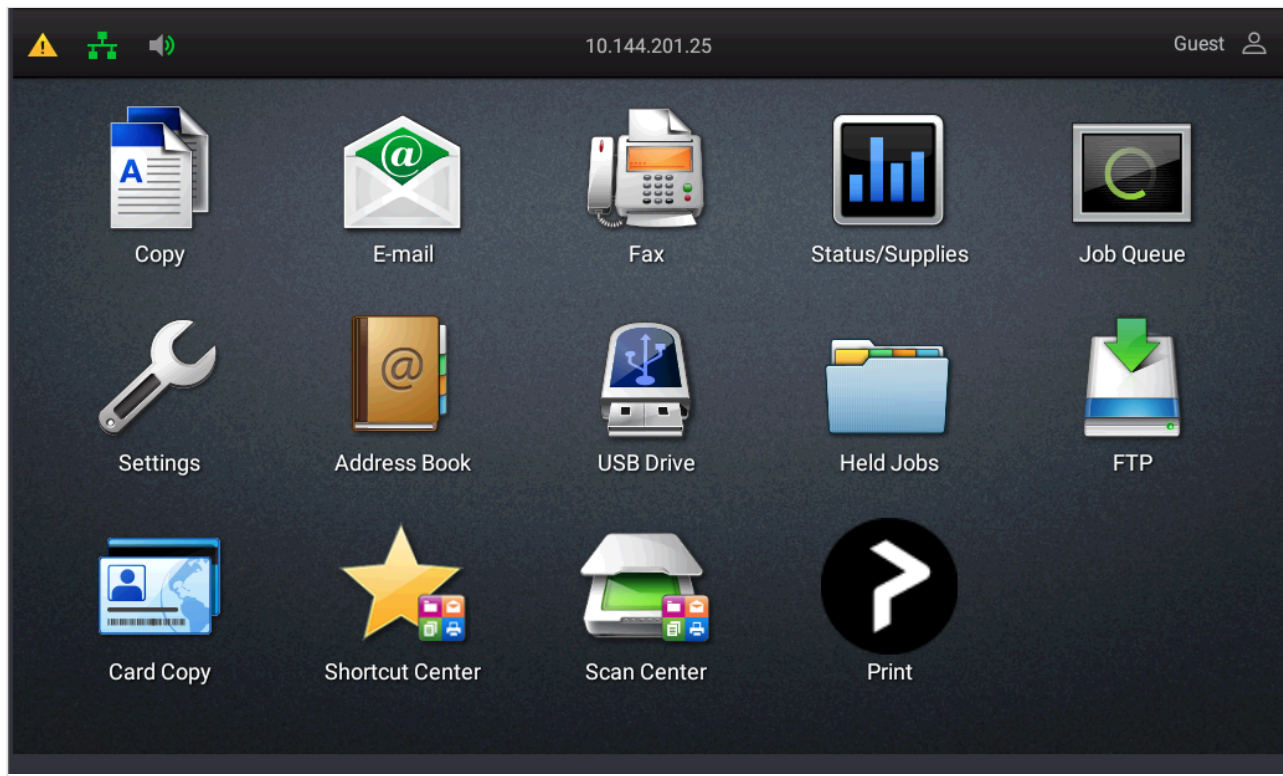 10.144.201.25
Guest
A
Copy
E-mail
Fax
Status/Supplies
Job Queue
Settings
Address Book
USB Drive
Held Jobs
FTP
Card Copy
Shortcut Center
Scan Center
Print